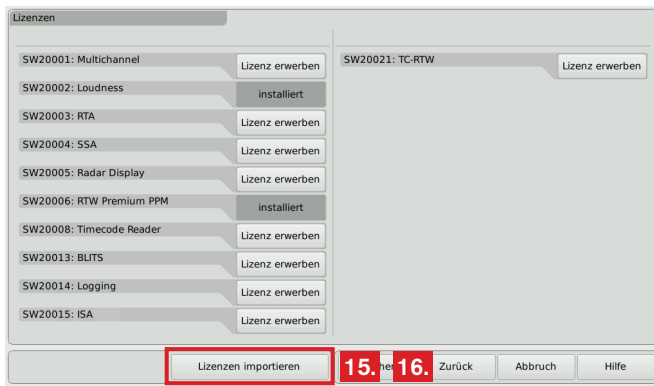 Lizenzen
SW20001: Multichannel
Lizenz erwerben
SW20002: Loudness
installiert
SW20003: RTA
Lizenz erwerben
SW20004: SSA
Lizenz erwerben
SW20005: Radar Display
Lizenz erwerben
SW20006: RTW Premium PPM
installiert
SW20008: Timecode Reader
Lizenz erwerben
SW20013: BLITS
Lizenz erwerben
SW20014: Logging
Lizenz erwerben
SW20015: ISA
Lizenz erwerben
SW20021: TC-RTW
Lizenz erwerben
Lizenzen importieren
15.
16.
Zurück
Abbruch
Hilfe